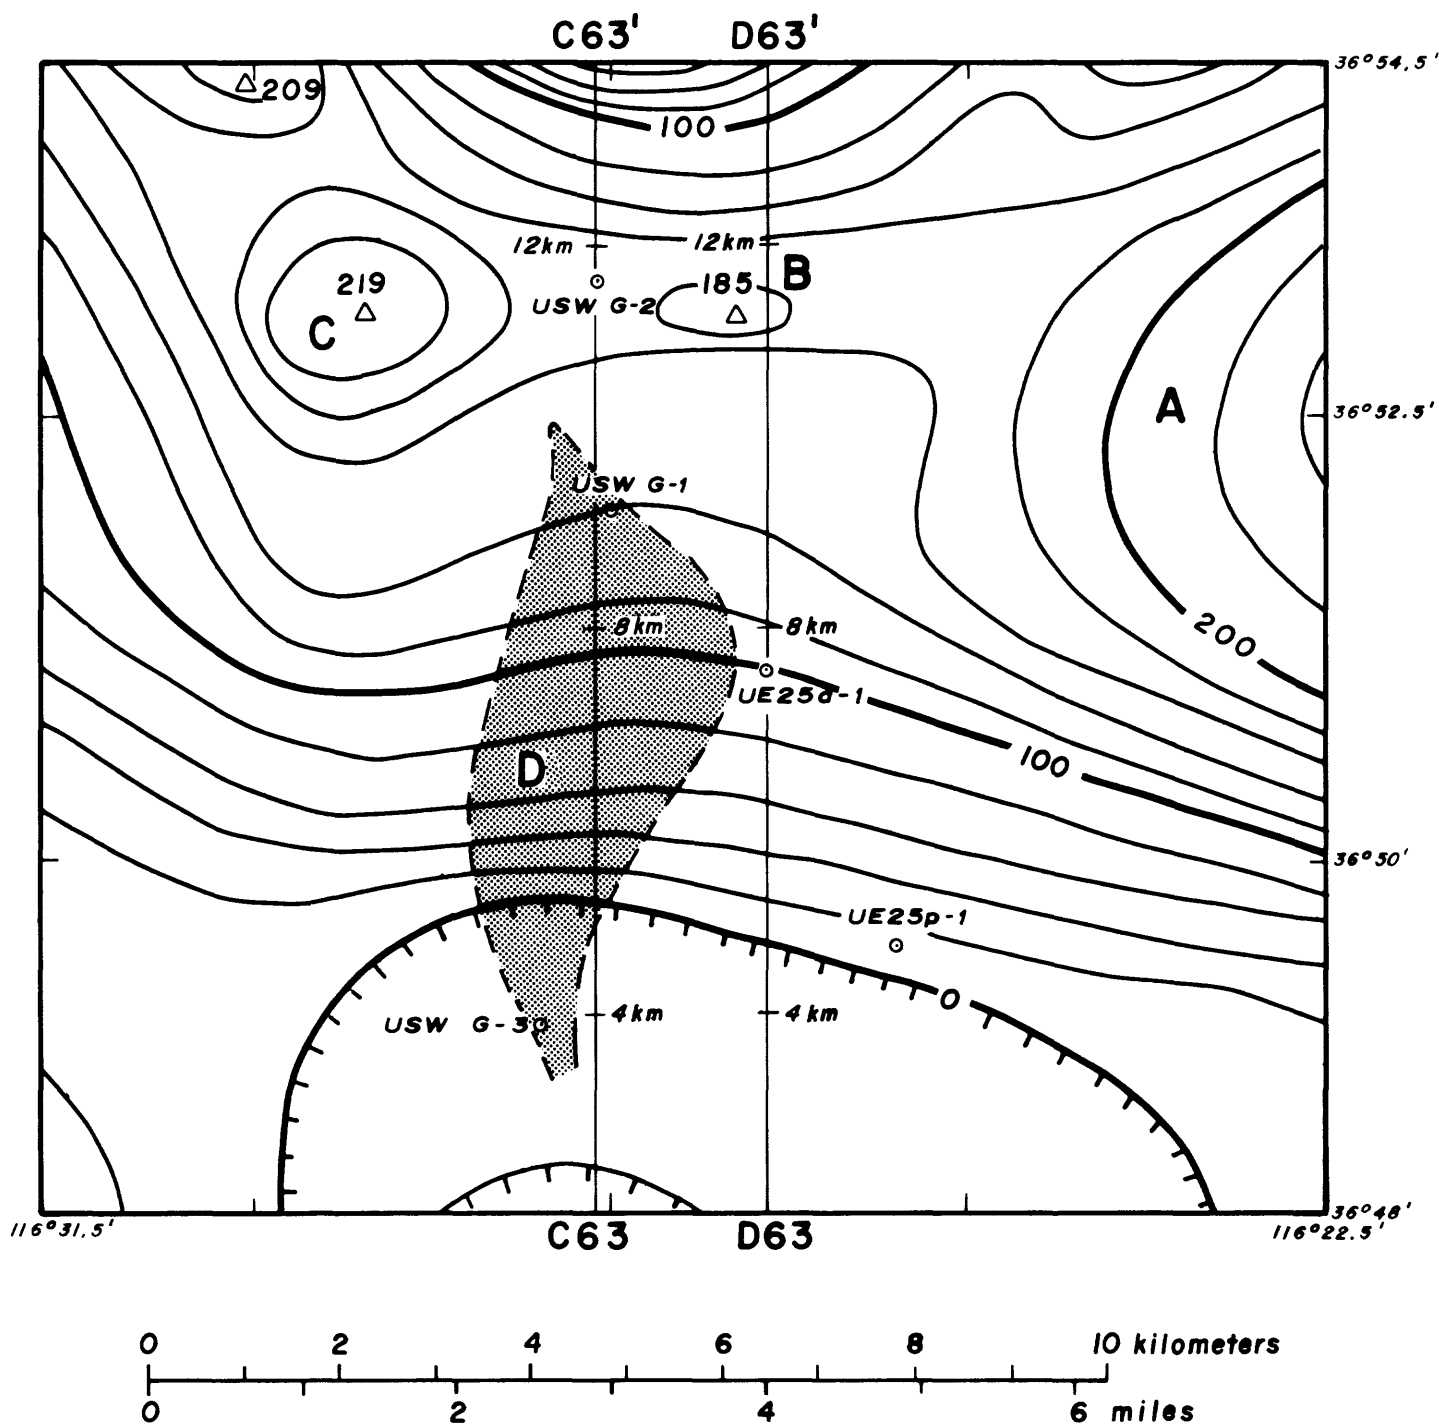 C63' D63'
36°54.5'
209
100
12km 12km B
219 185
USW G-2
C
A
36°52.5'
USW G-1
8km 8km
200
UE25a-1
D
100
36°50'
UE25p-1
0
4km 4km
USW G-3
36°48'
116°31.5' C63 D63 116°22.5'
0 2 4 6 8 10 kilometers
0 2 4 6 miles